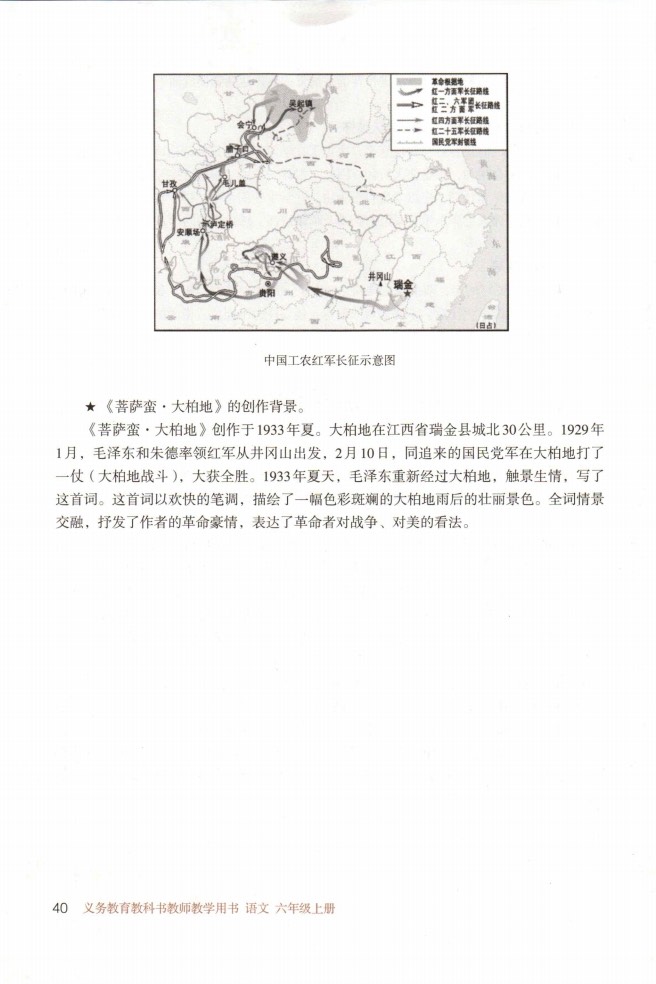 革命根据地
红一方面军长征路线
红二、六军团
红二方面军
长征路线
红四方面军长征路线
红二十五军长征路线
国民党军封锁线
吴起镇
会宁
腊子口
甘孜
毛儿盖
泸定桥
安顺场
遵义
贵阳
井冈山
瑞金
(日占)
中国工农红军长征示意图
★《菩萨蛮·大柏地》的创作背景。
《菩萨蛮·大柏地》创作于1933年夏。大柏地在江西省瑞金县城北30公里。1929年
1月，毛泽东和朱德率领红军从井冈山出发，2月10日，同追来的国民党军在大柏地打了
一仗（大柏地战斗），大获全胜。1933年夏天，毛泽东重新经过大柏地，触景生情，写了
这首词。这首词以欢快的笔调，描绘了一幅色彩斑斓的大柏地雨后的壮丽景色。全词情景
交融，抒发了作者的革命豪情，表达了革命者对战争、对美的看法。
40 义务教育教科书教师教学用书 语文 六年级上册